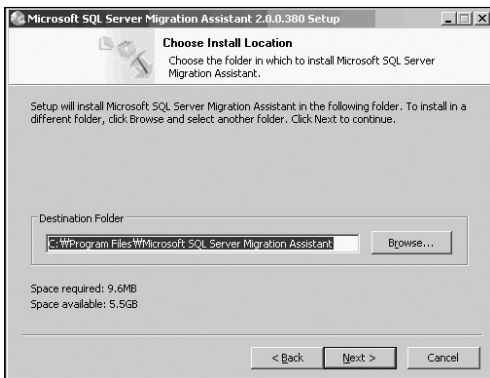 Microsoft SQL Server Migration Assistant 2.0.0.380 Setup
Choose Install Location
Choose the folder in which to install Microsoft SQL Server
Migration Assistant.
Setup will install Microsoft SQL Server Migration Assistant in the following folder. To install in a
different folder, click Browse and select another folder. Click Next to continue.
Destination Folder
C:₩Program Files₩Microsoft SQL Server Migration Assistant
Browse...
Space required: 9.6MB
Space available: 5.5GB
< Back
Next >
Cancel